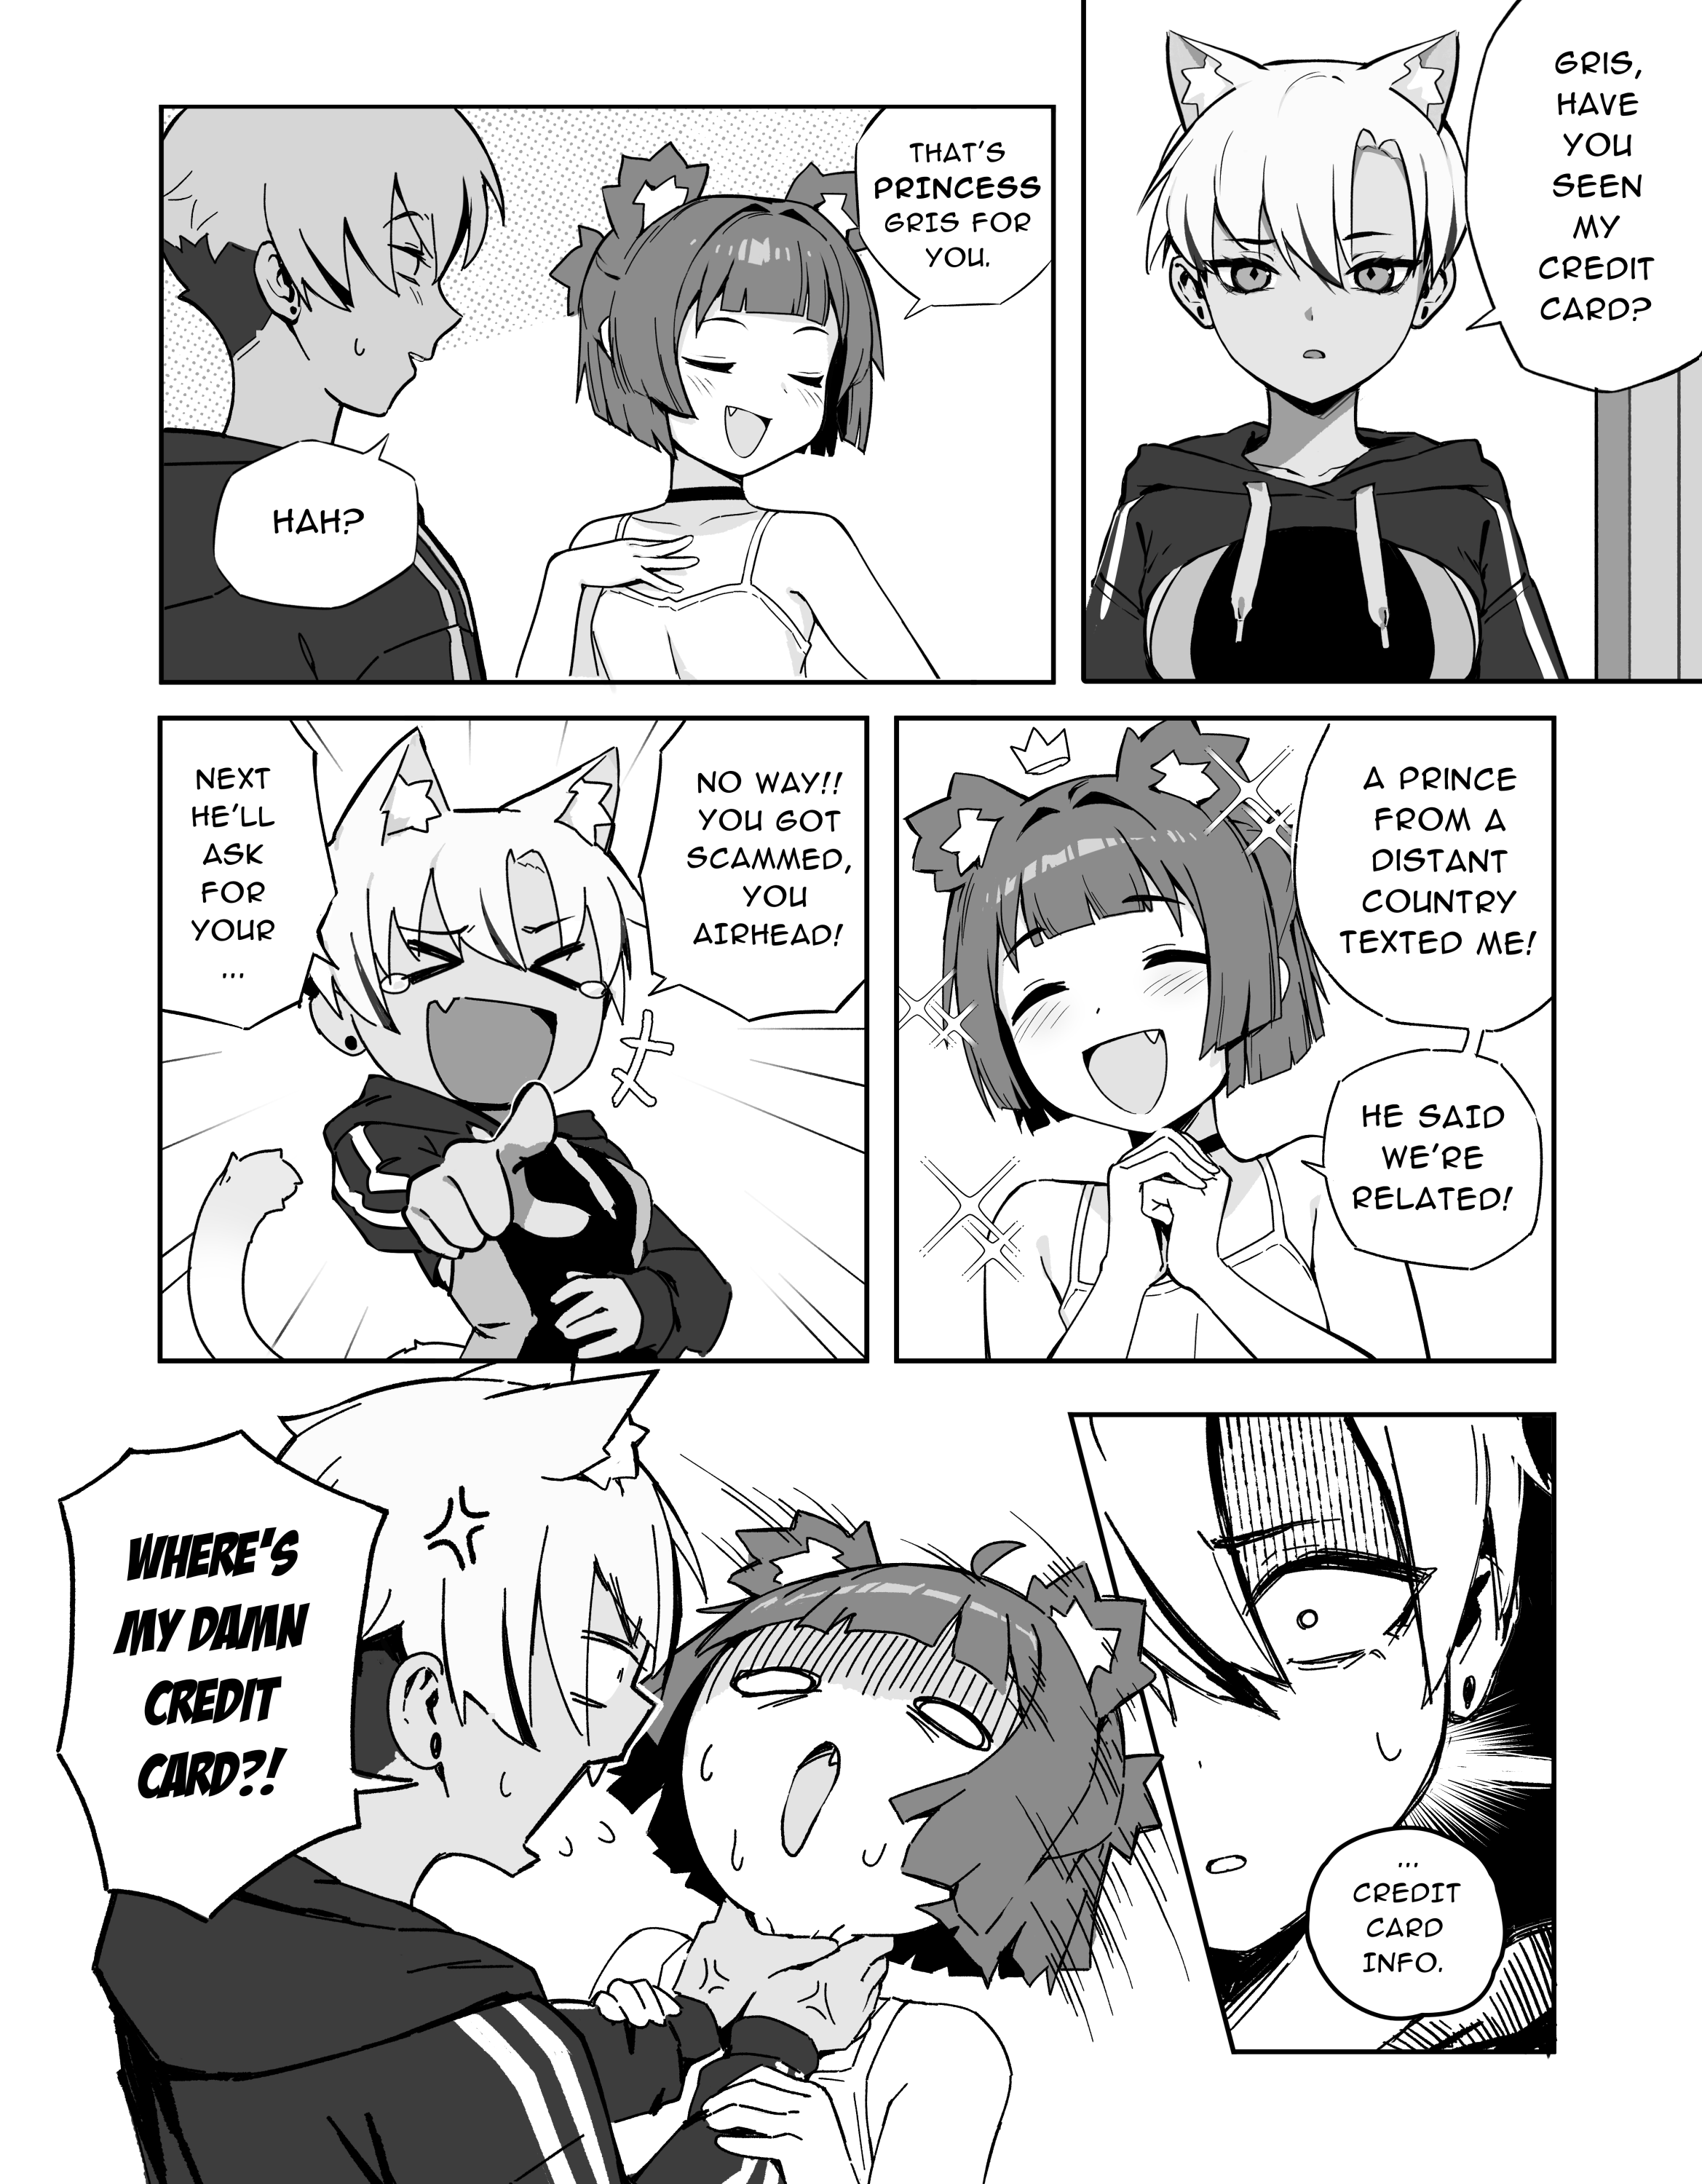 GRIS,
HAVE
YOU
SEEN
MY
CREDIT
CARD?
THAT'S
PRINCESS
GRIS FOR
YOU.
HAH?
A PRINCE
FROM A
DISTANT
COUNTRY
TEXTED ME!
HE SAID
WE'RE
RELATED!
NO WAY!!
YOU GOT
SCAMMED,
YOU
AIRHEAD!
NEXT
HE'LL
ASK
FOR
YOUR
...
...
CREDIT
CARD
INFO.
WHERE'S
MY DAMN
CREDIT
CARD?!